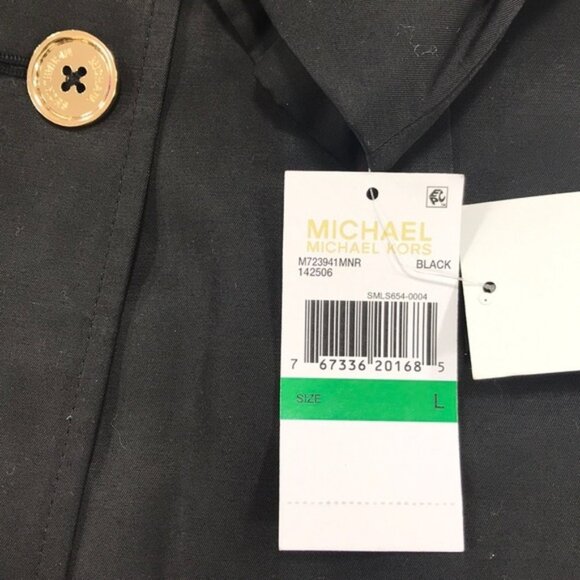 MICHAEL
MICHAEL KORS
M723941MNR BLACK
142506
SMLS654-0004
7 67336 20168 5
SIZE L